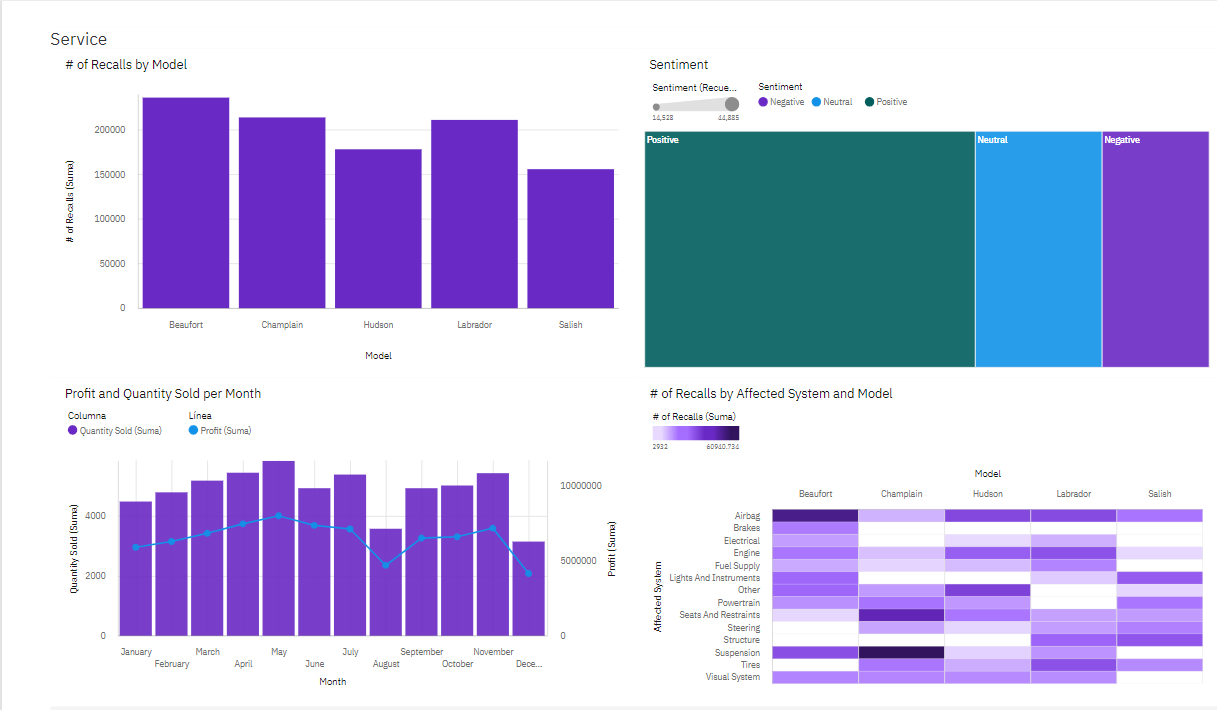 Service
# of Recalls by Model
# of Recalls (Suma)
200000
150000
100000
50000
0
Beaufort Champlain Hudson Labrador Salish
Model
Sentiment
Sentiment (Recue... Sentiment
Negative Neutral Positive
14,528 44,885
Positive Neutral Negative
Profit and Quantity Sold per Month
Columna Línea
Quantity Sold (Suma) Profit (Suma)
Quantity Sold (Suma)
4000
2000
0
10000000
5000000
0
Profit (Suma)
January March May July September November
February April June August October Dece...
Month
# of Recalls by Affected System and Model
# of Recalls (Suma)
2932 60940.734
Model
Beaufort Champlain Hudson Labrador Salish
Affected System
Airbag
Brakes
Electrical
Engine
Fuel Supply
Lights And Instruments
Other
Powertrain
Seats And Restraints
Steering
Structure
Suspension
Tires
Visual System